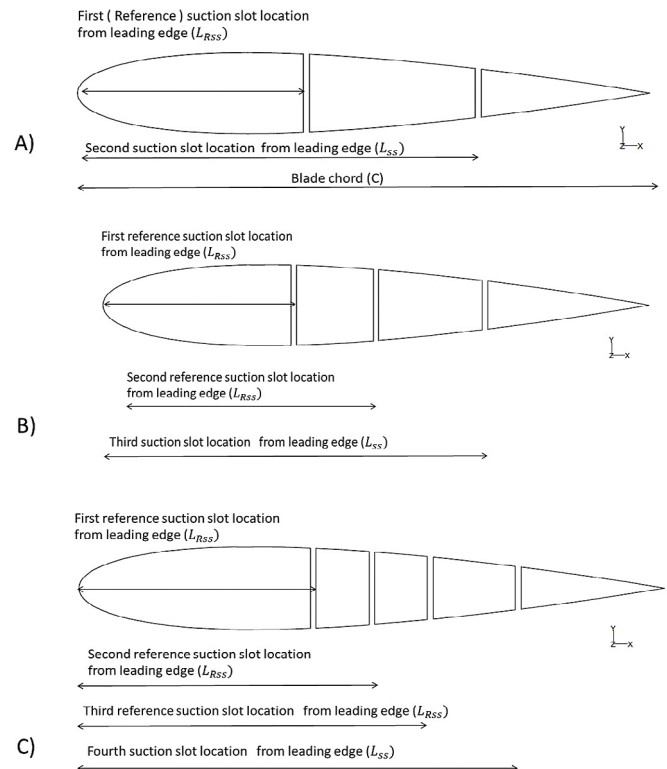 First ( Reference ) suction slot location
from leading edge (L_Rss)
A)
Second suction slot location from leading edge (L_ss)
Blade chord (C)
Y
Z X
First reference suction slot location
from leading edge (L_Rss)
Y
Z X
Second reference suction slot location
from leading edge (L_Rss)
B)
Third suction slot location from leading edge (L_ss)
First reference suction slot location
from leading edge (L_Rss)
Y
Z X
Second reference suction slot location
from leading edge (L_Rss)
Third reference suction slot location from leading edge (L_Rss)
C)
Fourth suction slot location from leading edge (L_ss)